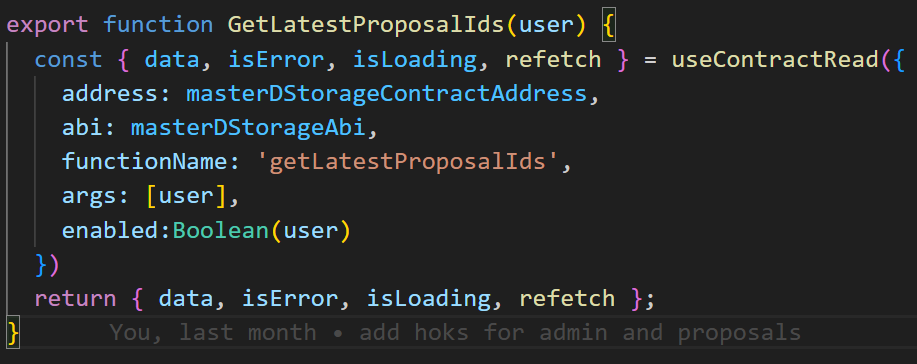 export function GetLatestProposalIds(user) {
const { data, isError, isLoading, refetch } = useContractRead({
address: masterDStorageContractAddress,
abi: masterDStorageAbi,
functionName: 'getLatestProposalIds',
args: [user],
enabled:Boolean(user)
})
return { data, isError, isLoading, refetch };
} You, last month • add hoks for admin and proposals